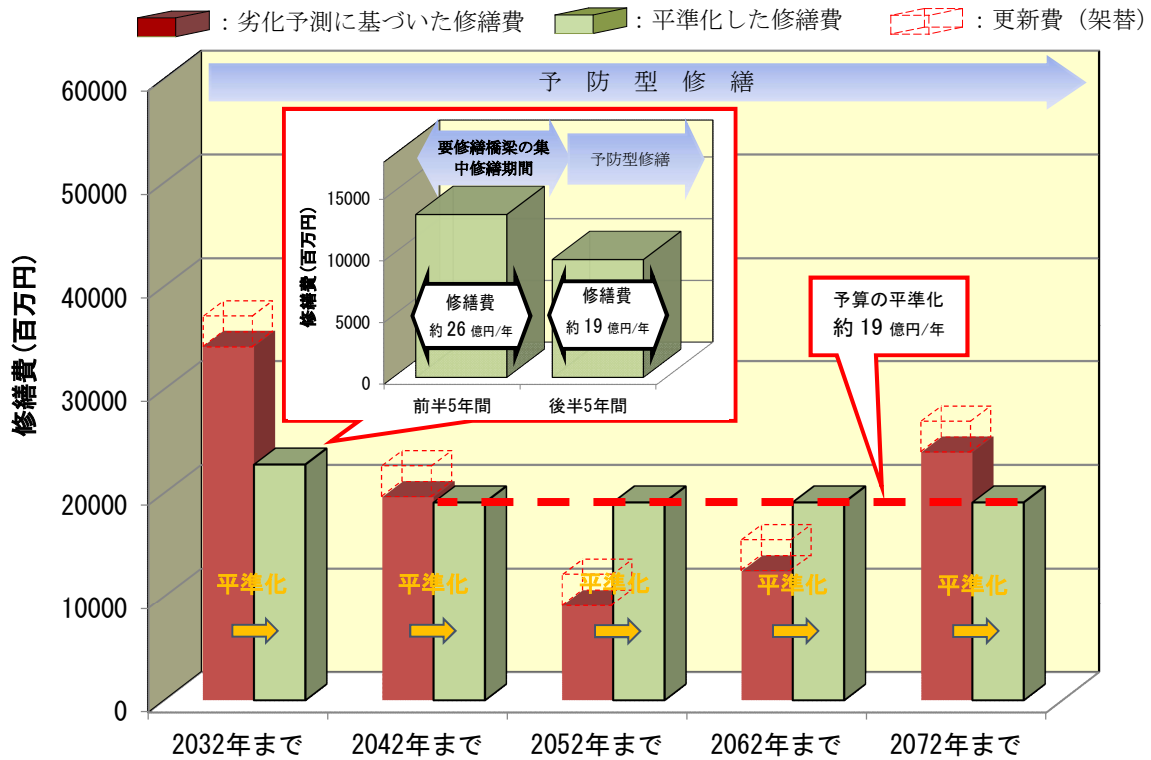 ：劣化予測に基づいた修繕費
：平準化した修繕費
：更新費（架替）
予 防 型 修 繕
修繕費(百万円)
60000
50000
40000
30000
20000
10000
0
修繕費(百万円)
15000
10000
5000
0
要修繕橋梁の集
中修繕期間
予防型修繕
修繕費
約 26 億円/年
修繕費
約 19 億円/年
前半5年間
後半5年間
予算の平準化
約 19 億円/年
平準化
平準化
平準化
平準化
平準化
2032年まで
2042年まで
2052年まで
2062年まで
2072年まで